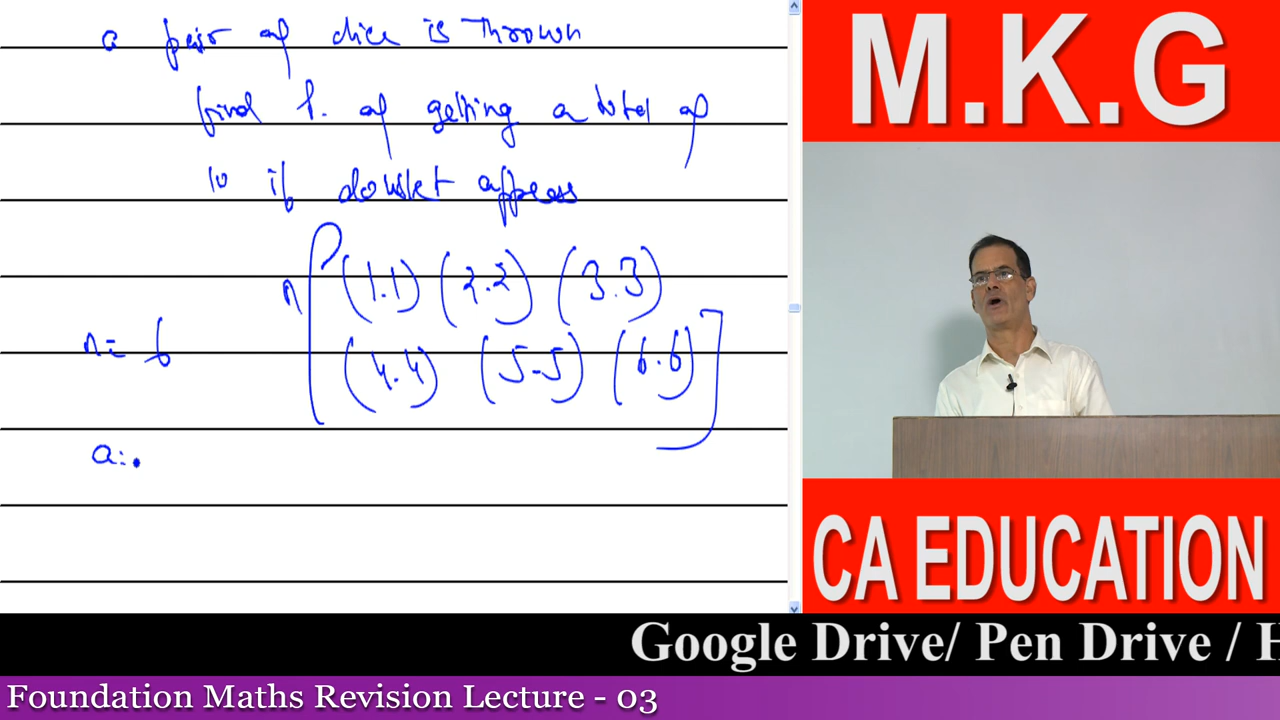 a pair of dice is thrown
find P. of getting a total of
10 if doublet appears
n (1.1) (2.2) (3.3)
n = 6
(4.4) (5-5) (6.6)
a:.
M.K.G
CA EDUCATION
Google Drive/ Pen Drive / H
Foundation Maths Revision Lecture - 03